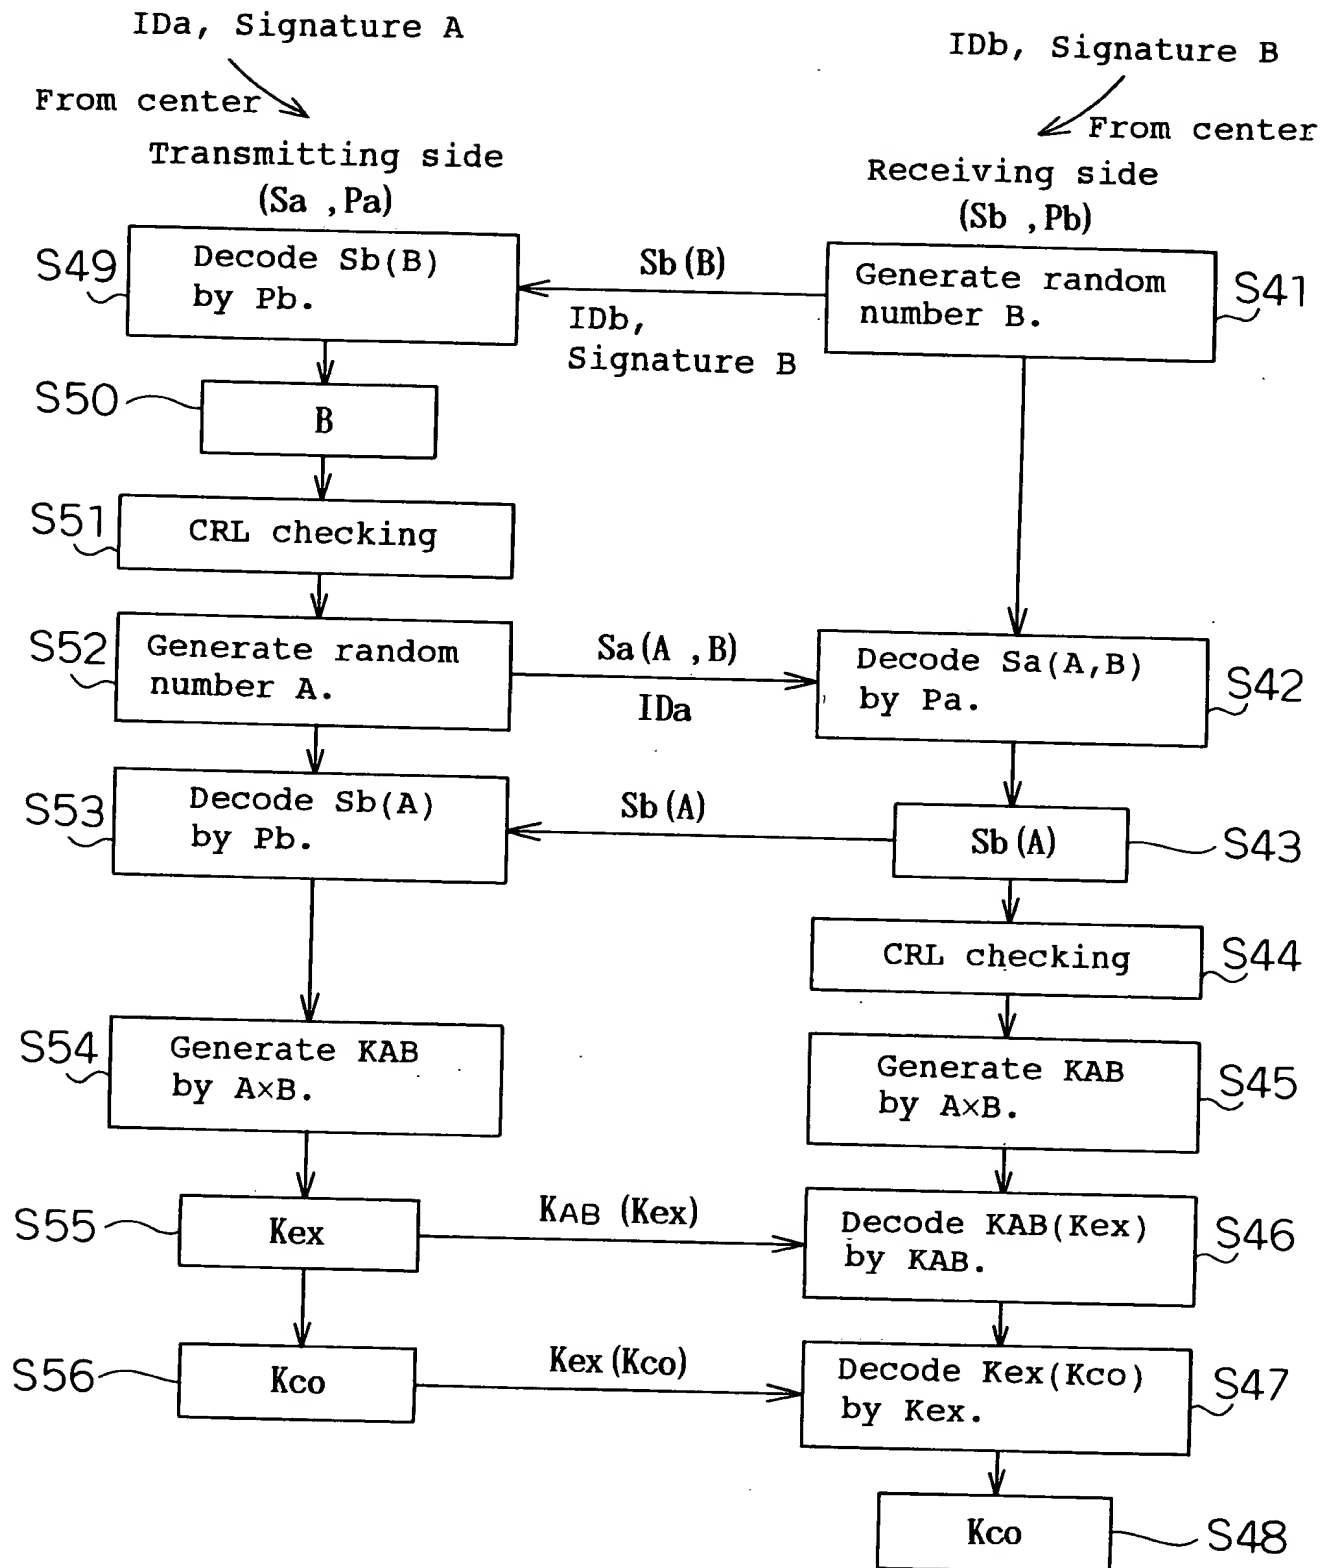 IDa, Signature A
IDb, Signature B
From center
From center
Transmitting side
(Sa ,Pa)
Receiving side
(Sb ,Pb)
S49
Decode Sb(B)
by Pb.
Sb(B)
IDb,
Signature B
Generate random
number B.
S41
S50
B
S51
CRL checking
S52
Generate random
number A.
Sa(A ,B)
IDa
Decode Sa(A,B)
by Pa.
S42
S53
Decode Sb(A)
by Pb.
Sb(A)
Sb(A)
S43
CRL checking
S44
S54
Generate KAB
by A×B.
Generate KAB
by A×B.
S45
S55
Kex
KAB (Kex)
Decode KAB(Kex)
by KAB.
S46
S56
Kco
Kex(Kco)
Decode Kex(Kco)
by Kex.
S47
Kco
S48